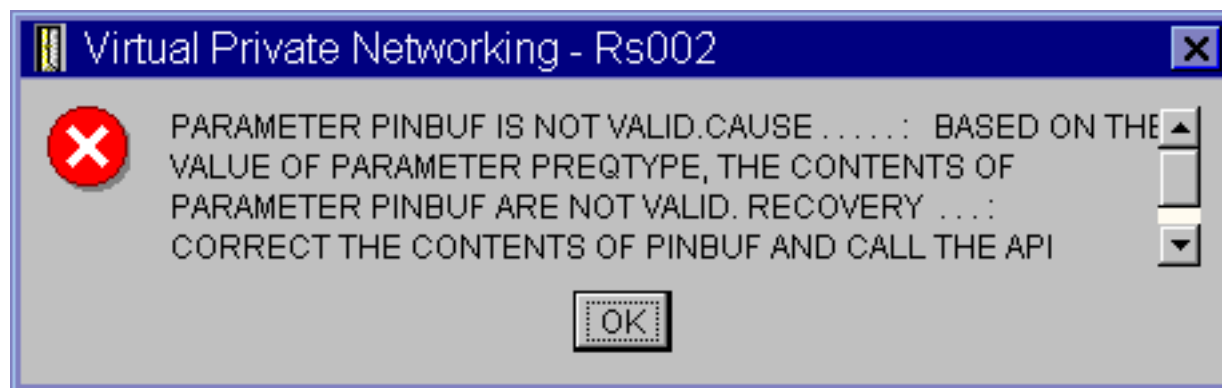 Virtual Private Networking - Rs002
PARAMETER PINBUF IS NOT VALID.CAUSE . . . . . : BASED ON THE
VALUE OF PARAMETER PREQTYPE, THE CONTENTS OF
PARAMETER PINBUF ARE NOT VALID. RECOVERY . . . :
CORRECT THE CONTENTS OF PINBUF AND CALL THE API
OK